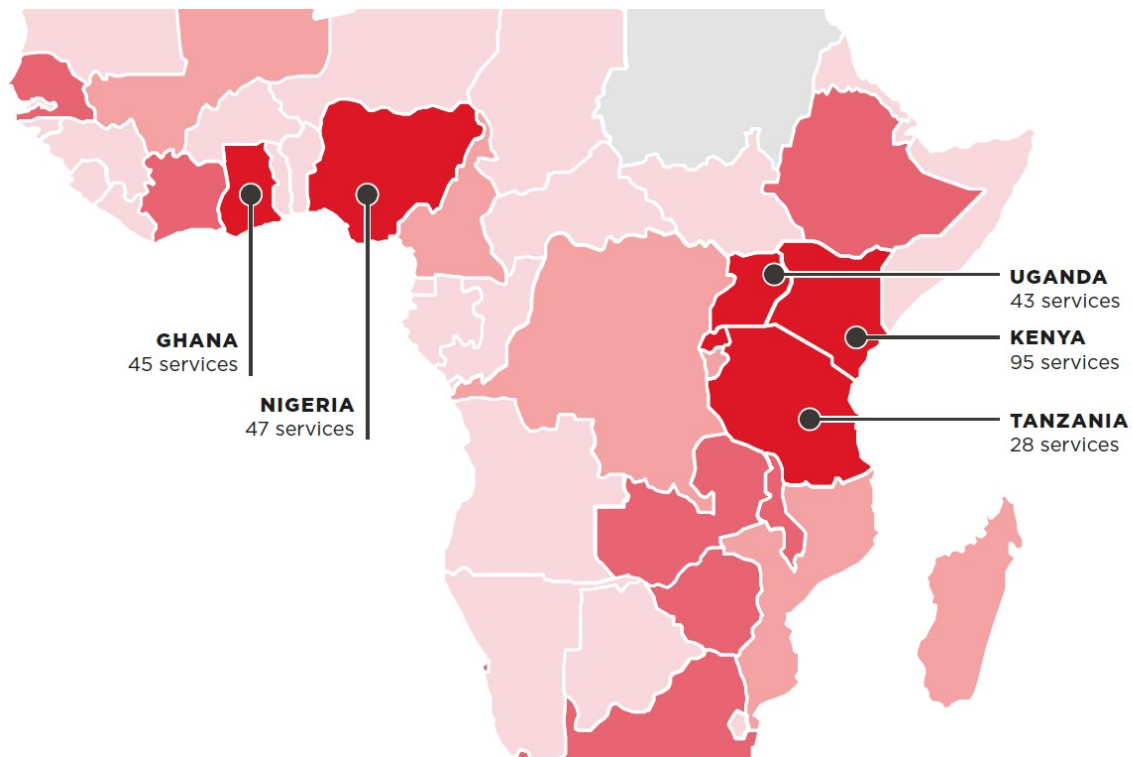 GHANA
45 services
NIGERIA
47 services
UGANDA
43 services
KENYA
95 services
TANZANIA
28 services